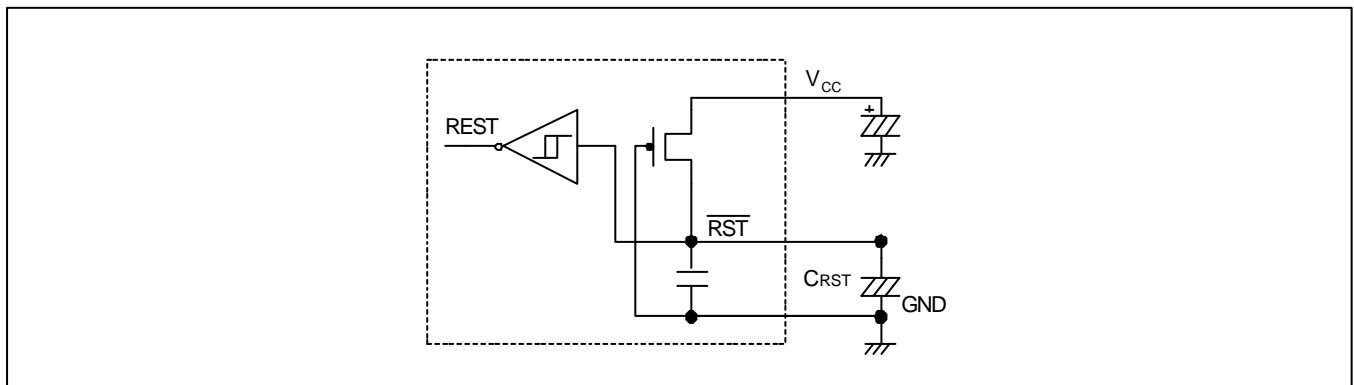 V CC
+
REST
RST
CRST
GND